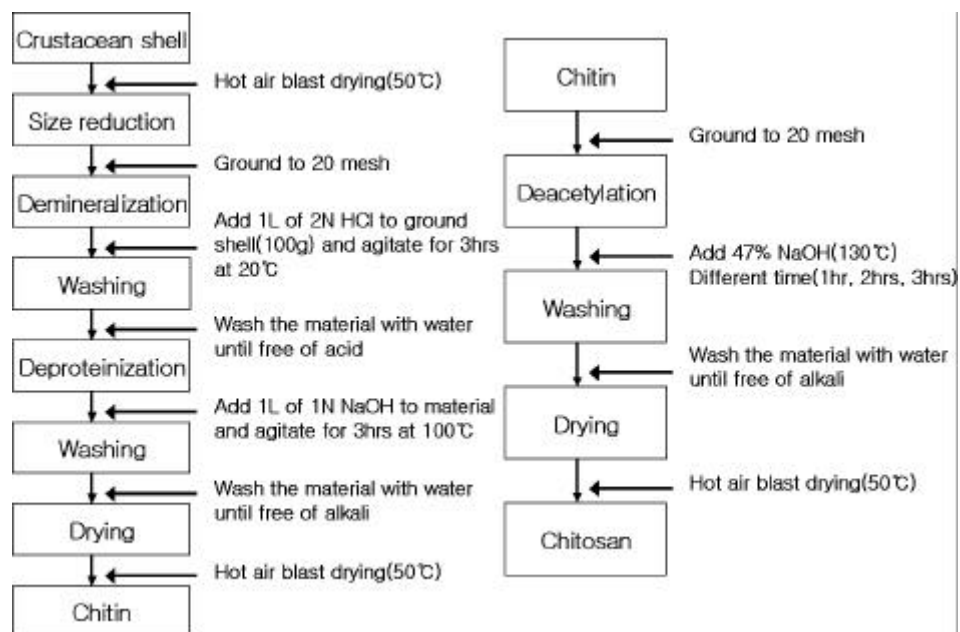 Crustacean shell
Hot air blast drying(50℃)
Size reduction
Ground to 20 mesh
Demineralization
Add 1L of 2N HCl to ground
shell(100g) and agitate for 3hrs
at 20℃
Washing
Wash the material with water
until free of acid
Deproteinization
Add 1L of 1N NaOH to material
and agitate for 3hrs at 100℃
Washing
Wash the material with water
until free of alkali
Drying
Hot air blast drying(50℃)
Chitin
Chitin
Ground to 20 mesh
Deacetylation
Add 47% NaOH(130℃)
Different time(1hr, 2hrs, 3hrs)
Washing
Wash the material with water
until free of alkali
Drying
Hot air blast drying(50℃)
Chitosan